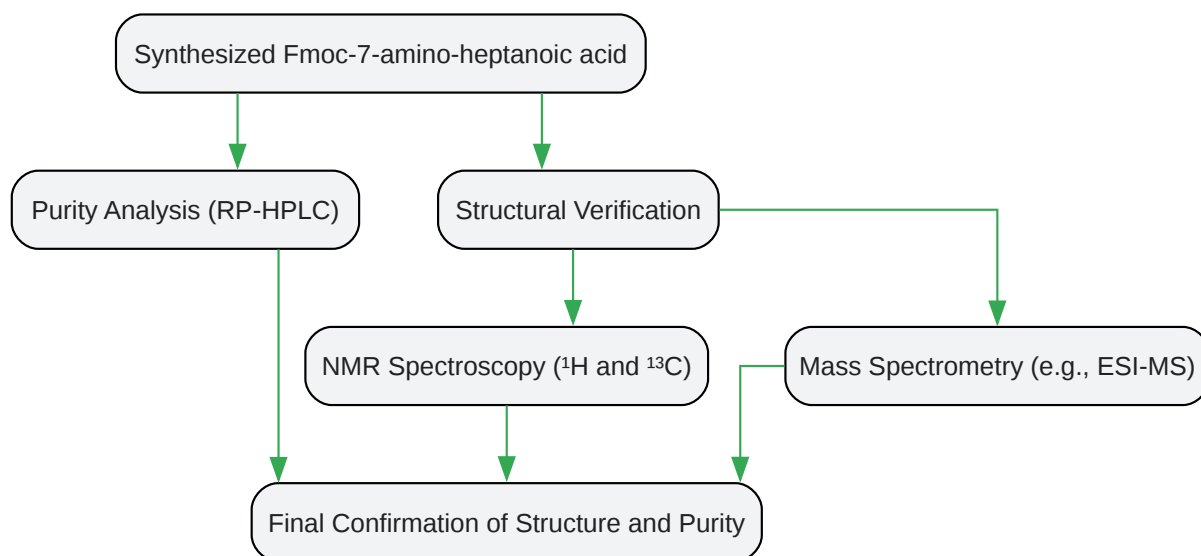 Synthesized Fmoc-7-amino-heptanoic acid
Purity Analysis (RP-HPLC)
Structural Verification
NMR Spectroscopy (¹H and ¹³C)
Mass Spectrometry (e.g., ESI-MS)
Final Confirmation of Structure and Purity